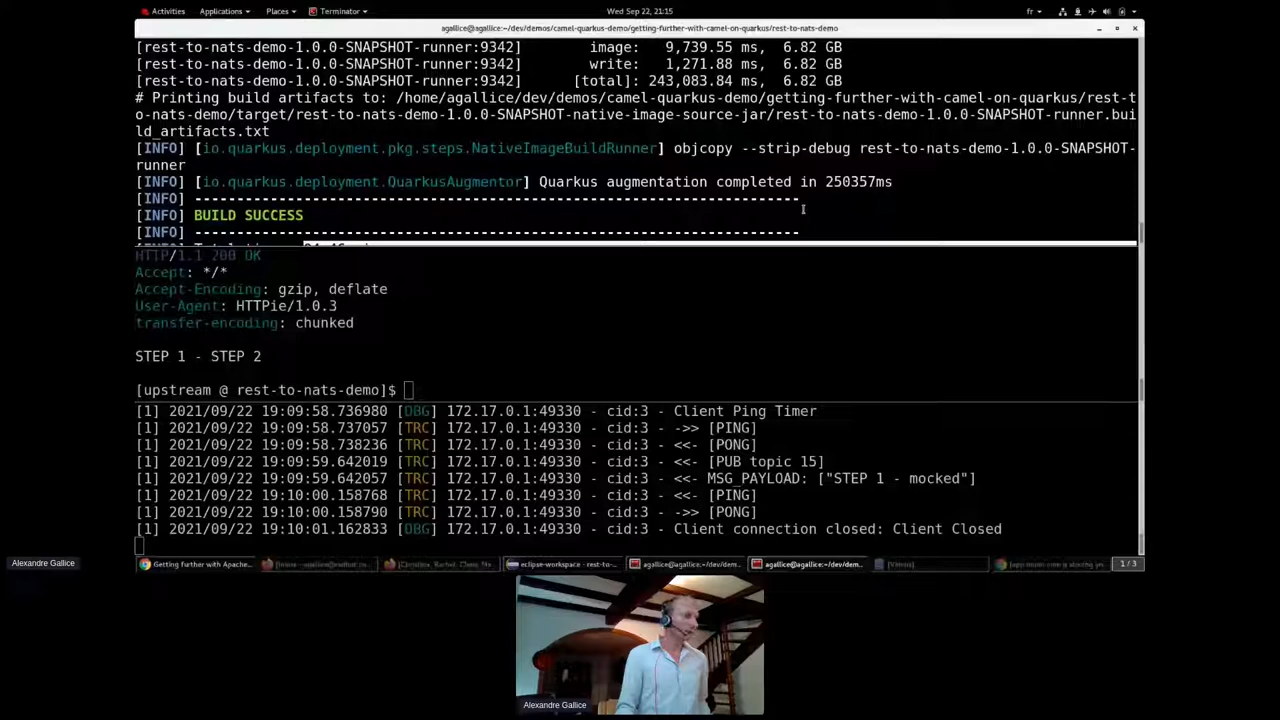 Activities Applications Places Terminator Wed Sep 22, 21:15 fr
agallice@agallice:~/dev/demos/camel-quarkus-demo/getting-further-with-camel-on-quarkus/rest-to-nats-demo
[rest-to-nats-demo-1.0.0-SNAPSHOT-runner:9342] image: 9,739.55 ms, 6.82 GB
[rest-to-nats-demo-1.0.0-SNAPSHOT-runner:9342] write: 1,271.88 ms, 6.82 GB
[rest-to-nats-demo-1.0.0-SNAPSHOT-runner:9342] [total]: 243,083.84 ms, 6.82 GB
# Printing build artifacts to: /home/agallice/dev/demos/camel-quarkus-demo/getting-further-with-camel-on-quarkus/rest-t
o-nats-demo/target/rest-to-nats-demo-1.0.0-SNAPSHOT-native-image-source-jar/rest-to-nats-demo-1.0.0-SNAPSHOT-runner.bui
ld_artifacts.txt
[INFO] [io.quarkus.deployment.pkg.steps.NativeImageBuildRunner] objcopy --strip-debug rest-to-nats-demo-1.0.0-SNAPSHOT-
runner
[INFO] [io.quarkus.deployment.QuarkusAugmentor] Quarkus augmentation completed in 250357ms
[INFO] ------------------------------------------------------------------------
[INFO] BUILD SUCCESS
[INFO] ------------------------------------------------------------------------
HTTP/1.1 200 OK
Accept: */*
Accept-Encoding: gzip, deflate
User-Agent: HTTPie/1.0.3
transfer-encoding: chunked
STEP 1 - STEP 2
[upstream @ rest-to-nats-demo]$
[1] 2021/09/22 19:09:58.736980 [DBG] 172.17.0.1:49330 - cid:3 - Client Ping Timer
[1] 2021/09/22 19:09:58.737057 [TRC] 172.17.0.1:49330 - cid:3 - ->> [PING]
[1] 2021/09/22 19:09:58.738236 [TRC] 172.17.0.1:49330 - cid:3 - <<- [PONG]
[1] 2021/09/22 19:09:59.642019 [TRC] 172.17.0.1:49330 - cid:3 - <<- [PUB topic 15]
[1] 2021/09/22 19:09:59.642057 [TRC] 172.17.0.1:49330 - cid:3 - <<- MSG_PAYLOAD: ["STEP 1 - mocked"]
[1] 2021/09/22 19:10:00.158768 [TRC] 172.17.0.1:49330 - cid:3 - <<- [PING]
[1] 2021/09/22 19:10:00.158790 [TRC] 172.17.0.1:49330 - cid:3 - ->> [PONG]
[1] 2021/09/22 19:10:01.162833 [DBG] 172.17.0.1:49330 - cid:3 - Client connection closed: Client Closed
Alexandre Gallice
Getting Further with Apache... eclipse-workspace - rest-to-... agallice@agallice:~/dev/dem... agallice@agallice:~/dev/dem... 1 / 3
Alexandre Gallice